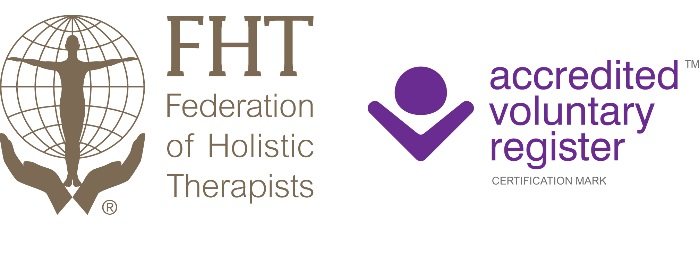 FHT
Federation
of Holistic
Therapists
®
accredited™
voluntary
register
CERTIFICATION MARK